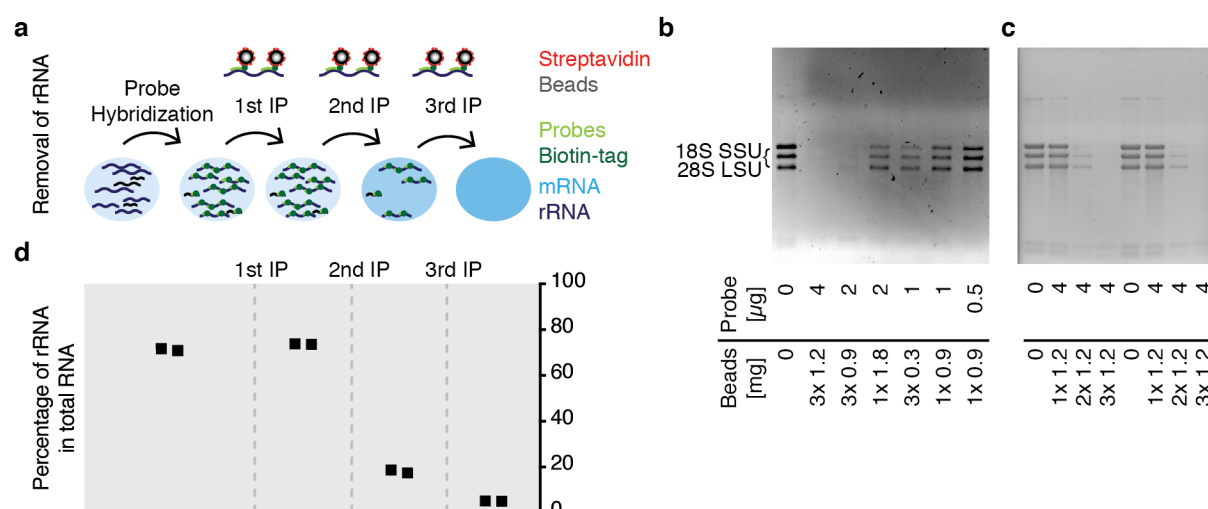 a
Removal of rRNA
Probe
Hybridization
1st IP
2nd IP
3rd IP
Streptavidin
Beads
Probes
Biotin-tag
mRNA
rRNA
b
18S SSU
28S LSU
Probe
[µg]
0
4
2
2
1
1
0.5
Beads
[mg]
0
3x 1.2
3x 0.9
1x 1.8
3x 0.3
1x 0.9
1x 0.9
c
0
4
4
4
0
4
4
4
0
1x 1.2
2x 1.2
3x 1.2
0
1x 1.2
2x 1.2
3x 1.2
d
1st IP
2nd IP
3rd IP
Percentage of rRNA
in total RNA
100
80
60
40
20
0